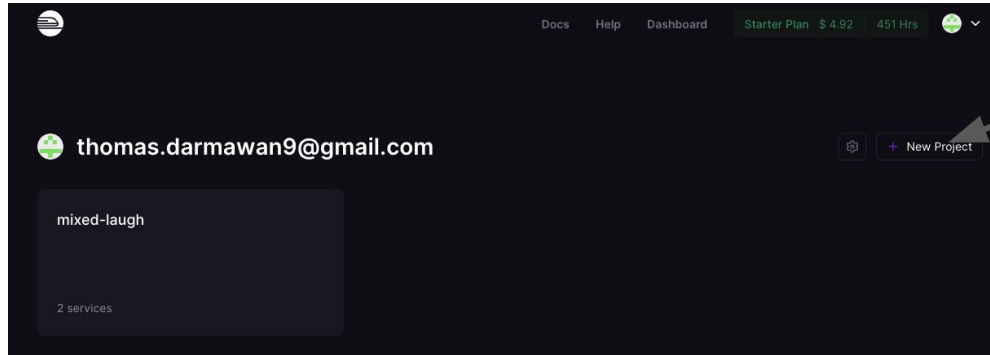 Docs Help Dashboard Starter Plan $ 4.92 451 Hrs
thomas.darmawan9@gmail.com + New Project
mixed-laugh
2 services